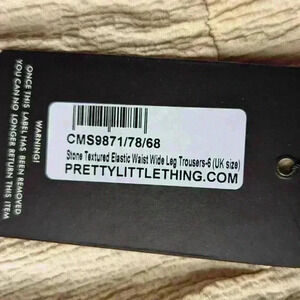 CMS9871/78/68
Stone Textured Elastic Waist Wide Leg Trousers-6 (UK size)
PRETTYLITTLETHING.COM
WARNING!
ONCE THIS LABEL HAS BEEN REMOVED
YOU CAN NO LONGER RETURN THIS ITEM